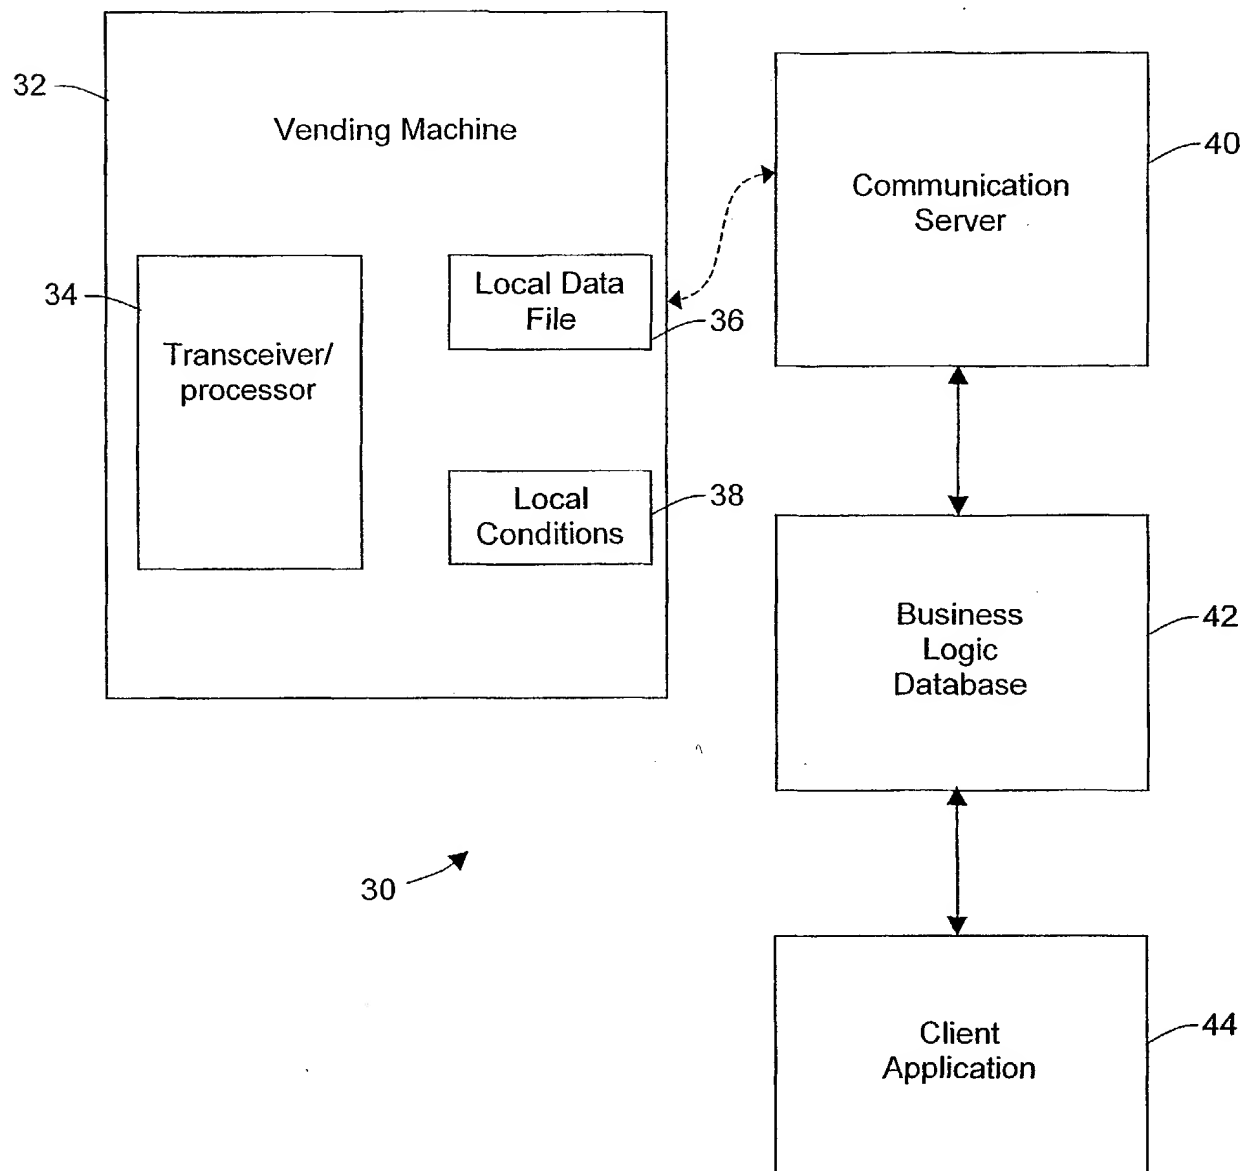 32
Vending Machine
34
Transceiver/
processor
Local Data
File
36
Local
Conditions
38
Communication
Server
40
Business
Logic
Database
42
30
Client
Application
44